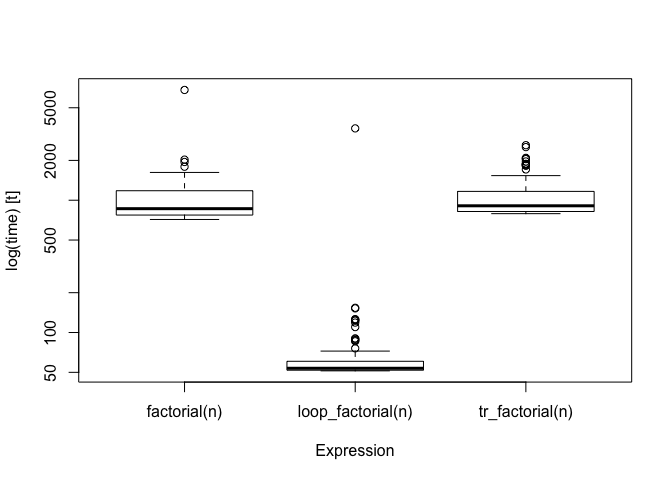 log(time) [t]
5000
2000
500
100
50
factorial(n)
loop_factorial(n)
tr_factorial(n)
Expression